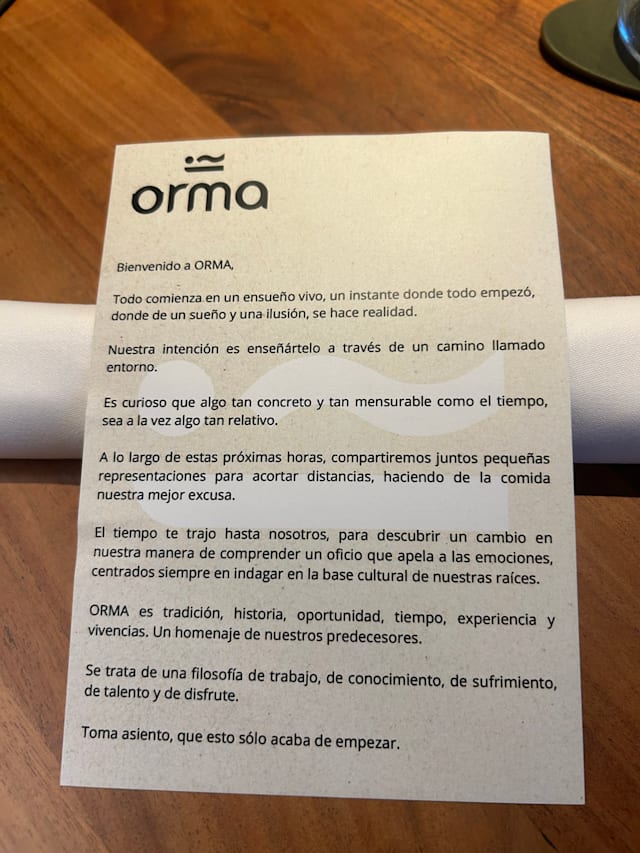 orma
Bienvenido a ORMA,
Todo comienza en un ensueño vivo, un instante donde todo empezó,
donde de un sueño y una ilusión, se hace realidad.
Nuestra intención es enseñártelo a través de un camino llamado
entorno.
Es curioso que algo tan concreto y tan mensurable como el tiempo,
sea a la vez algo tan relativo.
A lo largo de estas próximas horas, compartiremos juntos pequeñas
representaciones para acortar distancias, haciendo de la comida
nuestra mejor excusa.
El tiempo te trajo hasta nosotros, para descubrir un cambio en
nuestra manera de comprender un oficio que apela a las emociones,
centrados siempre en indagar en la base cultural de nuestras raíces.
ORMA es tradición, historia, oportunidad, tiempo, experiencia y
vivencias. Un homenaje de nuestros predecesores.
Se trata de una filosofía de trabajo, de conocimiento, de sufrimiento,
de talento y de disfrute.
Toma asiento, que esto sólo acaba de empezar.